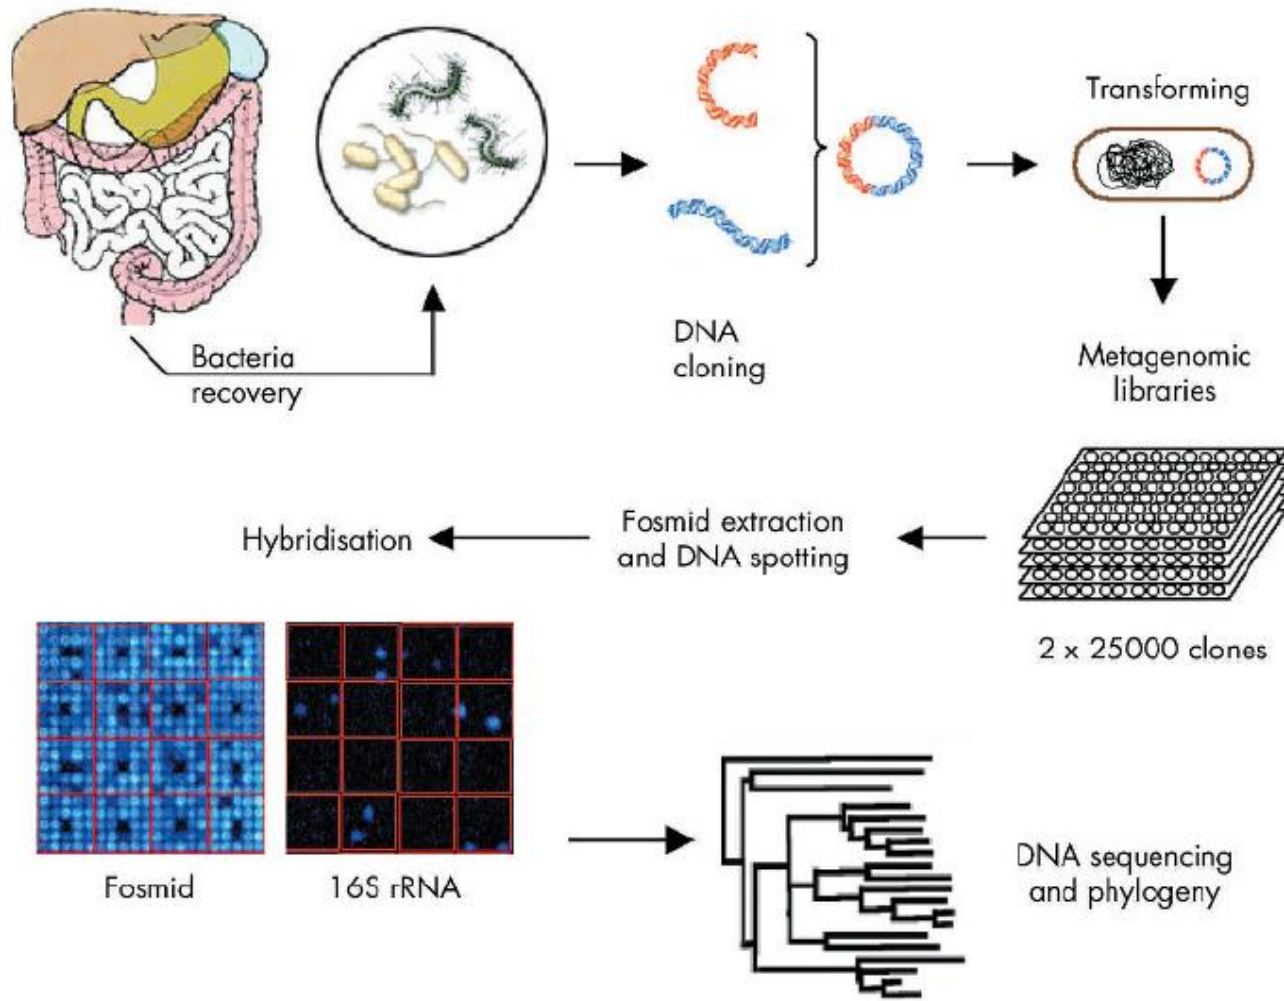 Transforming
Bacteria
recovery
DNA
cloning
Metagenomic
libraries
Fosmid extraction
and DNA spotting
Hybridisation
2 x 25000 clones
Fosmid
16S rRNA
DNA sequencing
and phylogeny